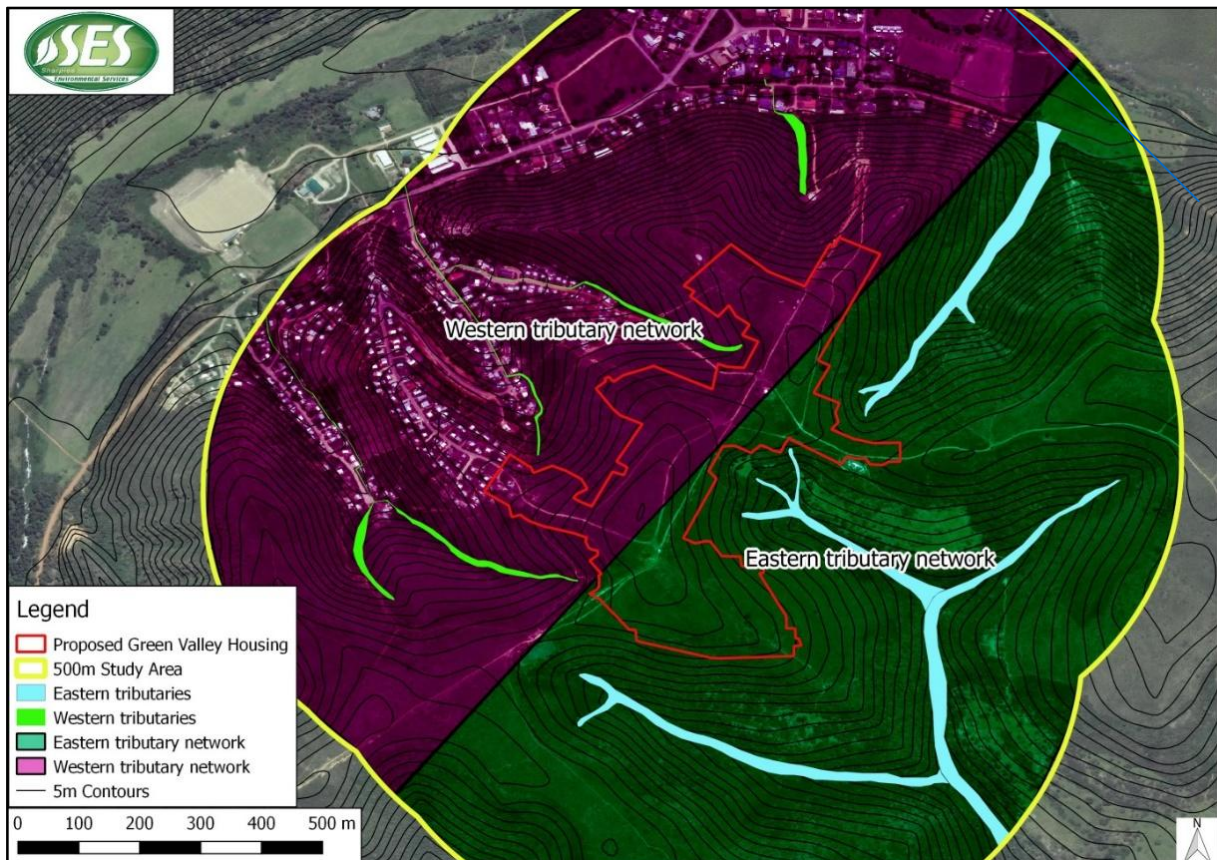 SES
Sharples
Environmental Services
Western tributary network
Eastern tributary network
Legend
Proposed Green Valley Housing
500m Study Area
Eastern tributaries
Western tributaries
Eastern tributary network
Western tributary network
5m Contours
0 100 200 300 400 500 m
N